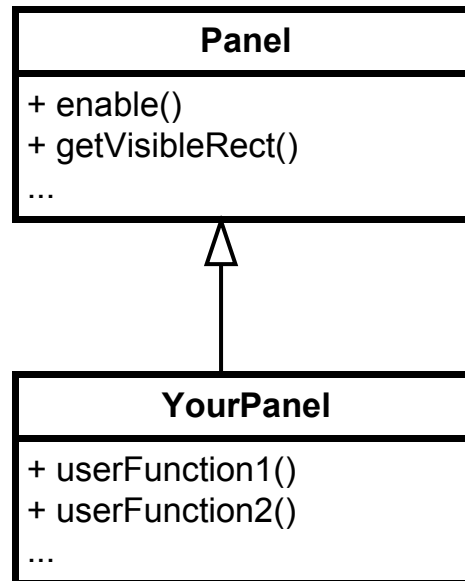 Panel
+ enable()
+ getVisibleRect()
...
YourPanel
+ userFunction1()
+ userFunction2()
...